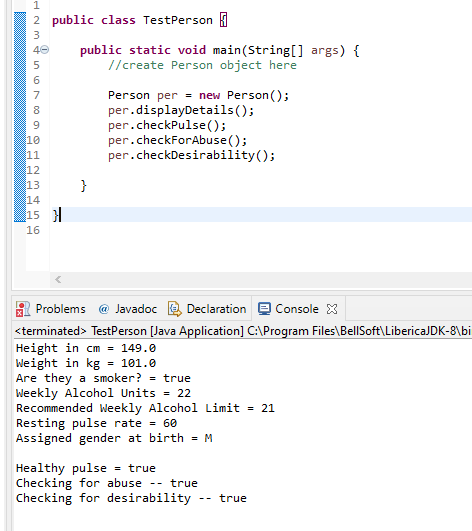 1
2 public class TestPerson {
3
4 public static void main(String[] args) {
5 //create Person object here
6
7 Person per = new Person();
8 per.displayDetails();
9 per.checkPulse();
10 per.checkForAbuse();
11 per.checkDesirability();
12
13 }
14
15 }
16
Problems @ Javadoc Declaration Console
<terminated> TestPerson [Java Application] C:\Program Files\BellSoft\LibericaJDK-8\bi
Height in cm = 149.0
Weight in kg = 101.0
Are they a smoker? = true
Weekly Alcohol Units = 22
Recommended Weekly Alcohol Limit = 21
Resting pulse rate = 60
Assigned gender at birth = M
Healthy pulse = true
Checking for abuse -- true
Checking for desirability -- true